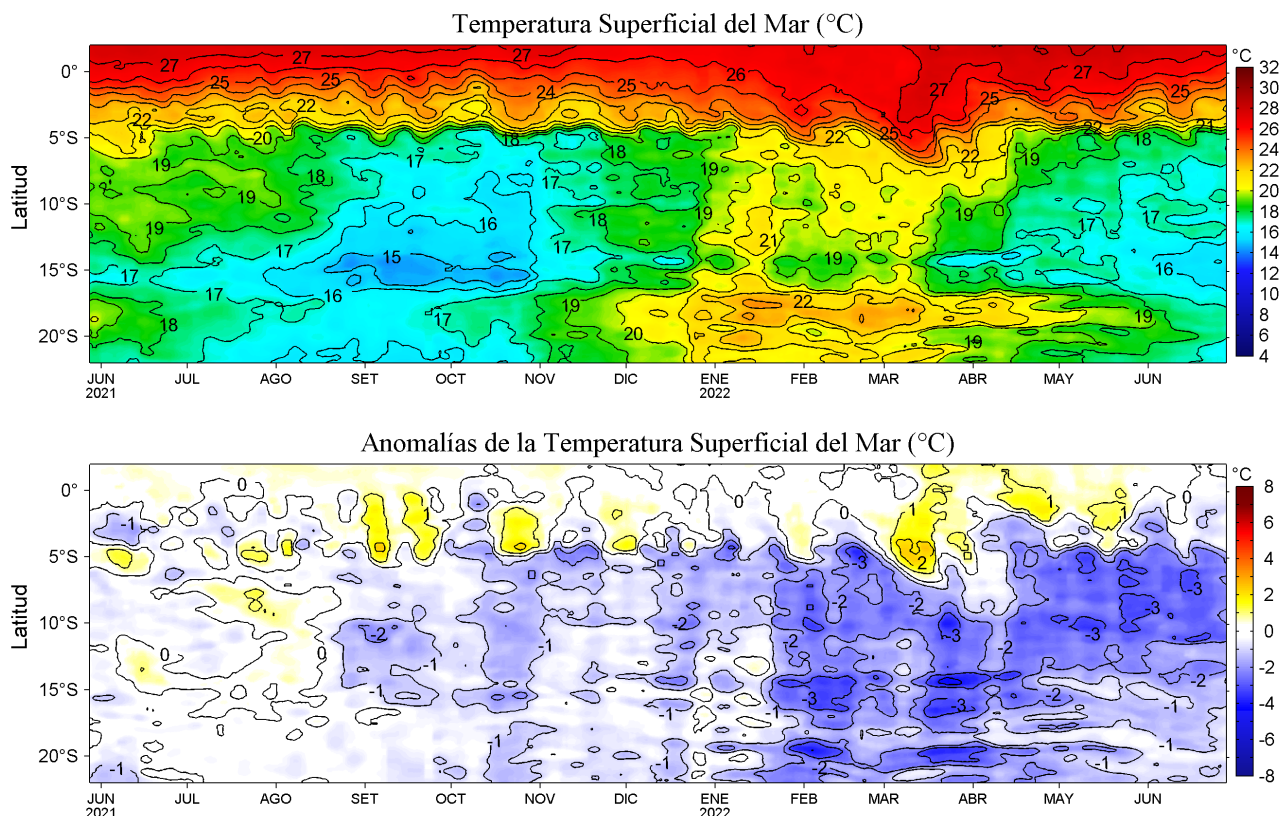 Temperatura Superficial del Mar (°C)
°C
32
30
28
26
24
22
20
18
16
14
12
10
8
6
4
Latitud
0°
5°S
10°S
15°S
20°S
27 27 27 27 26 27 27
25 25 24 25 25 25 25
22 22 22 25 22 22 21
20 18 18 22 18
19 19 18 17 17 19 19
19 18 16 18 19 19 17
17 15 17 21 19 16
17 17 16 19 22 19
18 17 20 19
JUN JUL AGO SET OCT NOV DIC ENE FEB MAR ABR MAY JUN
2021 2022
Anomalías de la Temperatura Superficial del Mar (°C)
°C
8
6
4
2
0
-2
-4
-6
-8
Latitud
0°
5°S
10°S
15°S
20°S
0 0 0 0 1 1 0
-1 1
-3 2 -3
-2 -2 -2 -2 -3 -3
0 0 -1 -1 -2
-1 -1 -3 -2 -2
-1 -1 -2 -1 -1
JUN JUL AGO SET OCT NOV DIC ENE FEB MAR ABR MAY JUN
2021 2022